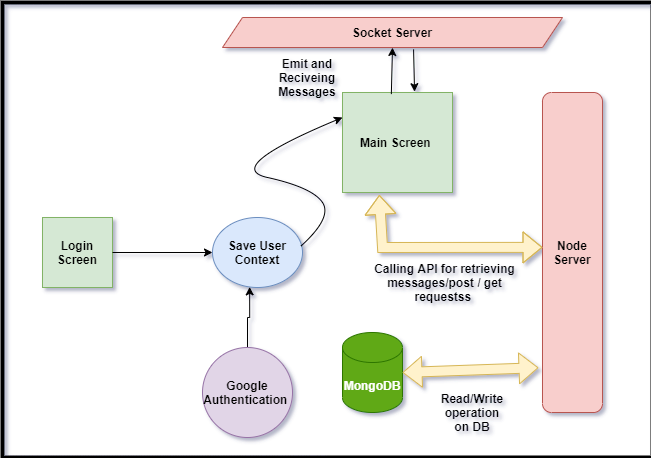 Socket Server
Emit and
Reciveing
Messages
Main Screen
Login
Screen
Save User
Context
Node
Server
Calling API for retrieving
messages/post / get
requestss
Google
Authentication
MongoDB
Read/Write
operation
on DB